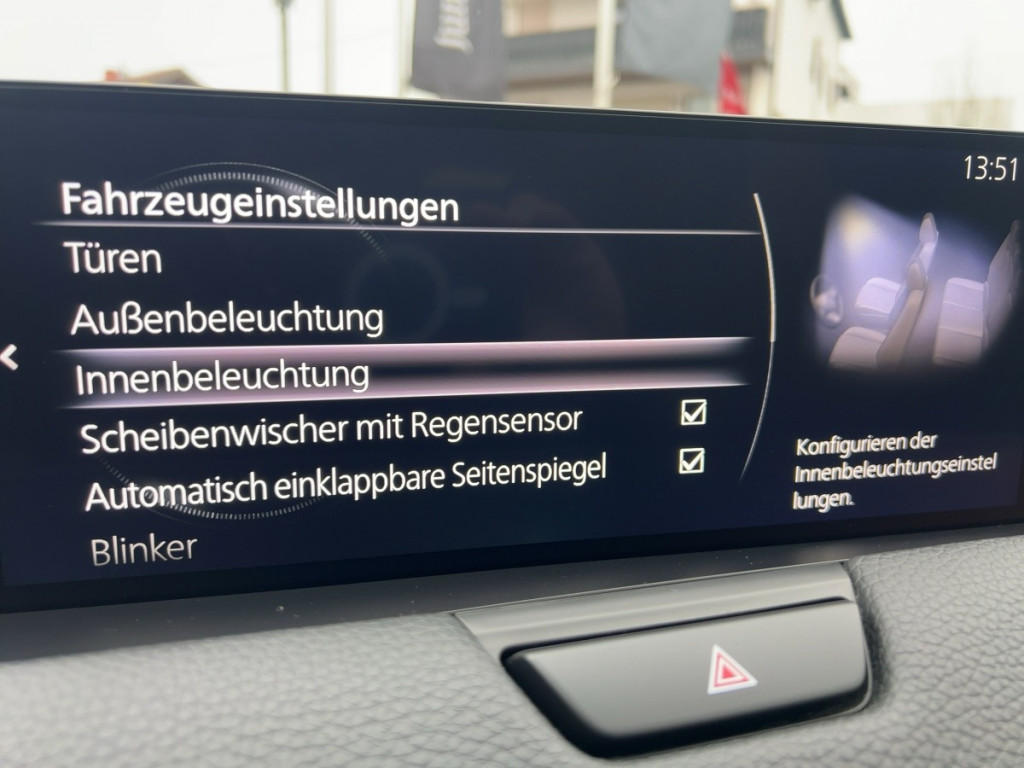 13:51
Fahrzeugeinstellungen
Türen
Außenbeleuchtung
Innenbeleuchtung
Scheibenwischer mit Regensensor
Automatisch einklappbare Seitenspiegel
Blinker
Konfigurieren der
Innenbeleuchtungseinstel
lungen.